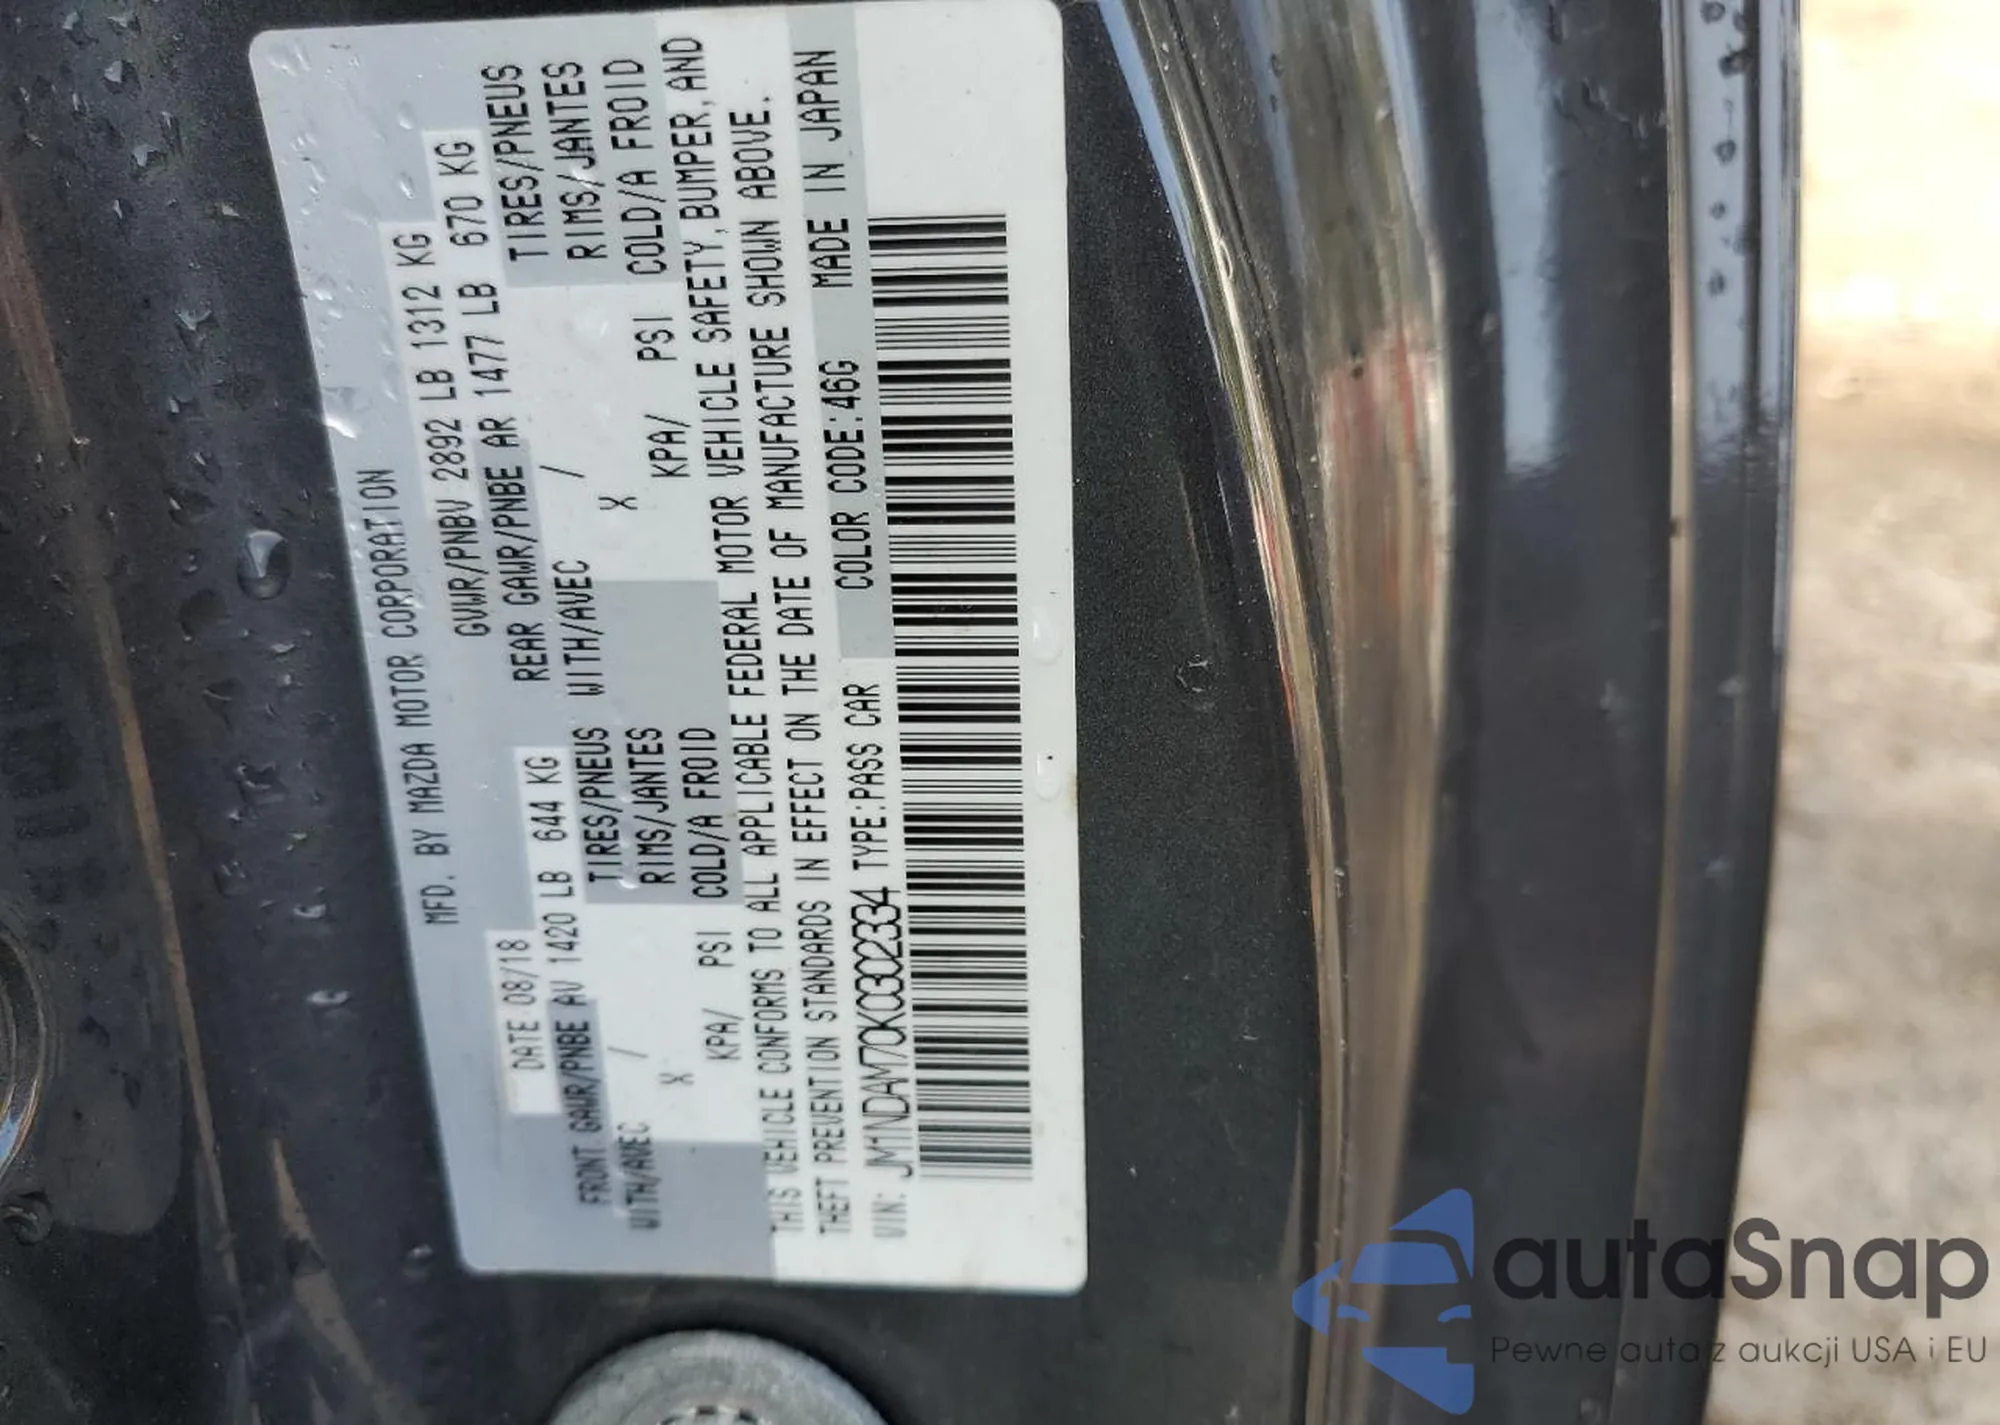 MFD. BY MAZDA MOTOR CORPORATION
DATE 08/18 GVWR/PNBV 2892 LB 1312 KG
FRONT GAWR/PNBE AV 1420 LB 644 KG REAR GAWR/PNBE AR 1477 LB 670 KG
WITH/AVEC / TIRES/PNEUS WITH/AVEC / TIRES/PNEUS
X RIMS/JANTES X RIMS/JANTES
KPA/ PSI COLD/A FROID KPA/ PSI COLD/A FROID
THIS VEHICLE CONFORMS TO ALL APPLICABLE FEDERAL MOTOR VEHICLE SAFETY, BUMPER, AND
THEFT PREVENTION STANDARDS IN EFFECT ON THE DATE OF MANUFACTURE SHOWN ABOVE.
VIN: JM1NDAM70K0302334 TYPE:PASS CAR COLOR CODE:46G MADE IN JAPAN
autaSnap
Pewne auta z aukcji USA i EU